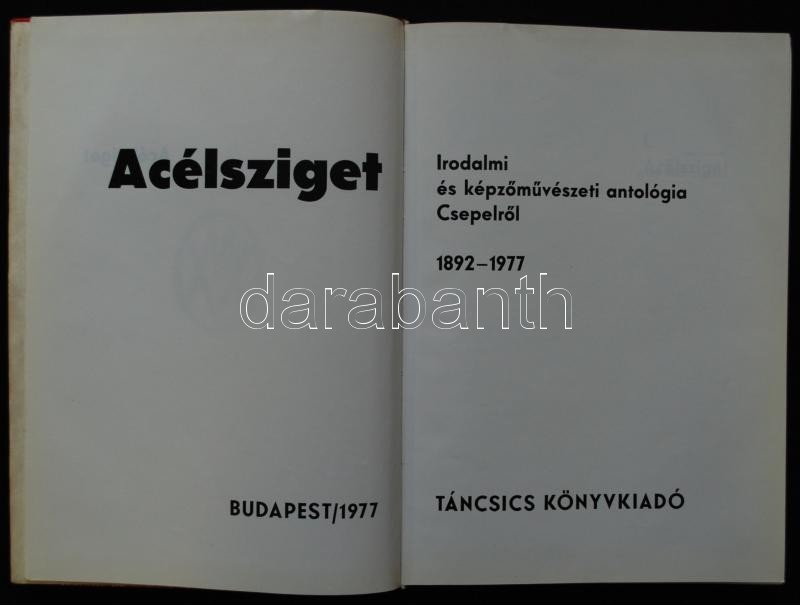 Acélsziget
BUDAPEST/1977
Irodalmi
és képzőművészeti antológia
Csepelről
1892–1977
TÁNCSICS KÖNYVKIADÓ
darabanth